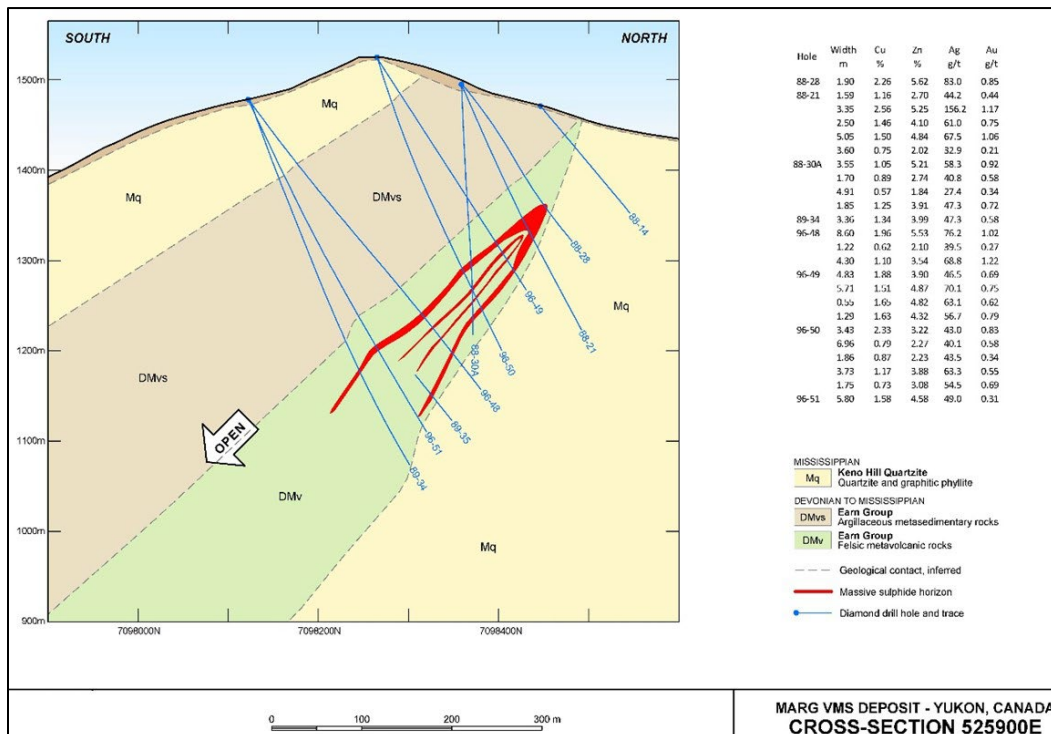 SOUTH
NORTH
1500m
1400m
1300m
1200m
1100m
1000m
900m
7098000N
7098200N
7098400N
Mq
Mq
DMvs
DMvs
DMv
Mq
Mq
OPEN
88-14
88-28
88-21
96-49
96-50
88-30A
96-48
89-35
96-51
89-34
Hole Width Cu Zn Ag Au
m % % g/t g/t
88-28 1.90 2.26 5.62 83.0 0.85
88-21 1.59 1.16 2.70 44.2 0.44
3.35 2.56 5.25 156.2 1.17
2.50 1.46 4.10 61.0 0.75
5.05 1.50 4.84 67.5 1.06
3.60 0.75 2.02 32.9 0.21
88-30A 3.55 1.05 5.21 58.3 0.92
1.70 0.89 2.74 40.8 0.58
4.91 0.57 1.84 27.4 0.34
1.85 1.25 3.91 47.3 0.72
89-34 3.36 1.34 3.99 47.3 0.58
96-48 8.60 1.96 5.53 76.2 1.02
1.22 0.62 2.10 39.5 0.27
4.30 1.10 3.54 68.8 1.22
96-49 4.83 1.88 3.90 46.5 0.69
5.71 1.51 4.87 70.1 0.75
0.55 1.65 4.82 63.1 0.62
1.29 1.63 4.32 56.7 0.79
96-50 3.43 2.33 3.22 43.0 0.83
6.96 0.79 2.27 40.1 0.58
1.86 0.87 2.23 43.5 0.34
3.73 1.17 3.88 63.3 0.55
1.75 0.73 3.08 54.5 0.69
96-51 5.80 1.58 4.58 49.0 0.31
MISSISSIPPIAN
Mq Keno Hill Quartzite
Quartzite and graphitic phyllite
DEVONIAN TO MISSISSIPPIAN
DMvs Earn Group
Argillaceous metasedimentary rocks
DMv Earn Group
Felsic metavolcanic rocks
Geological contact, inferred
Massive sulphide horizon
Diamond drill hole and trace
0 100 200 300 m
MARG VMS DEPOSIT - YUKON, CANADA
CROSS-SECTION 525900E